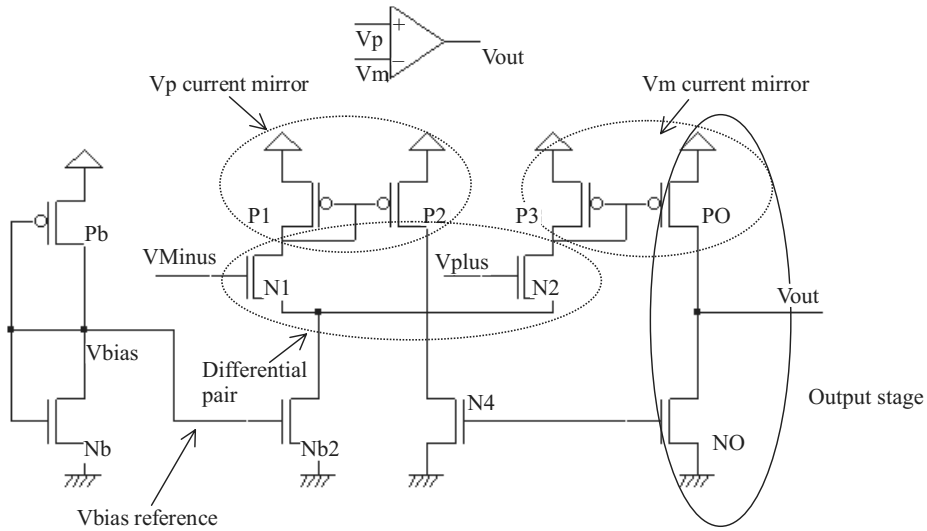 Vp
+
Vm
−
Vout
Vp current mirror
Vm current mirror
P1
P2
P3
PO
Pb
VMinus
N1
Vplus
N2
Vout
Vbias
Differential
pair
N4
Output stage
Nb
Nb2
NO
Vbias reference